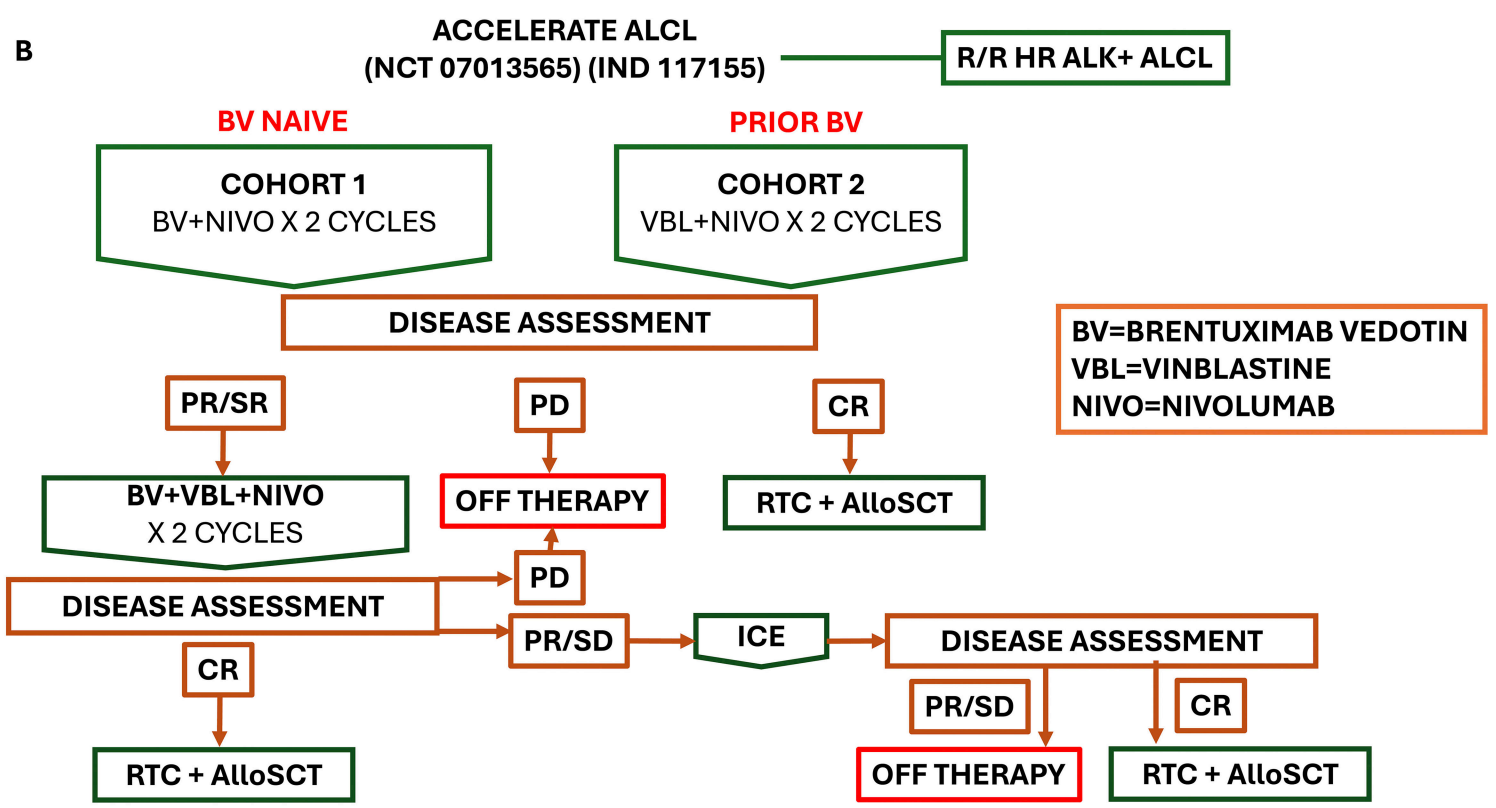 B
ACCELERATE ALCL
(NCT 07013565) (IND 117155)
R/R HR ALK+ ALCL
BV NAIVE
PRIOR BV
COHORT 1
BV+NIVO X 2 CYCLES
COHORT 2
VBL+NIVO X 2 CYCLES
DISEASE ASSESSMENT
BV=BRENTUXIMAB VEDOTIN
VBL=VINBLASTINE
NIVO=NIVOLUMAB
PR/SR
PD
CR
BV+VBL+NIVO
X 2 CYCLES
OFF THERAPY
RTC + AlloSCT
PD
DISEASE ASSESSMENT
PR/SD
ICE
DISEASE ASSESSMENT
CR
PR/SD
CR
RTC + AlloSCT
OFF THERAPY
RTC + AlloSCT